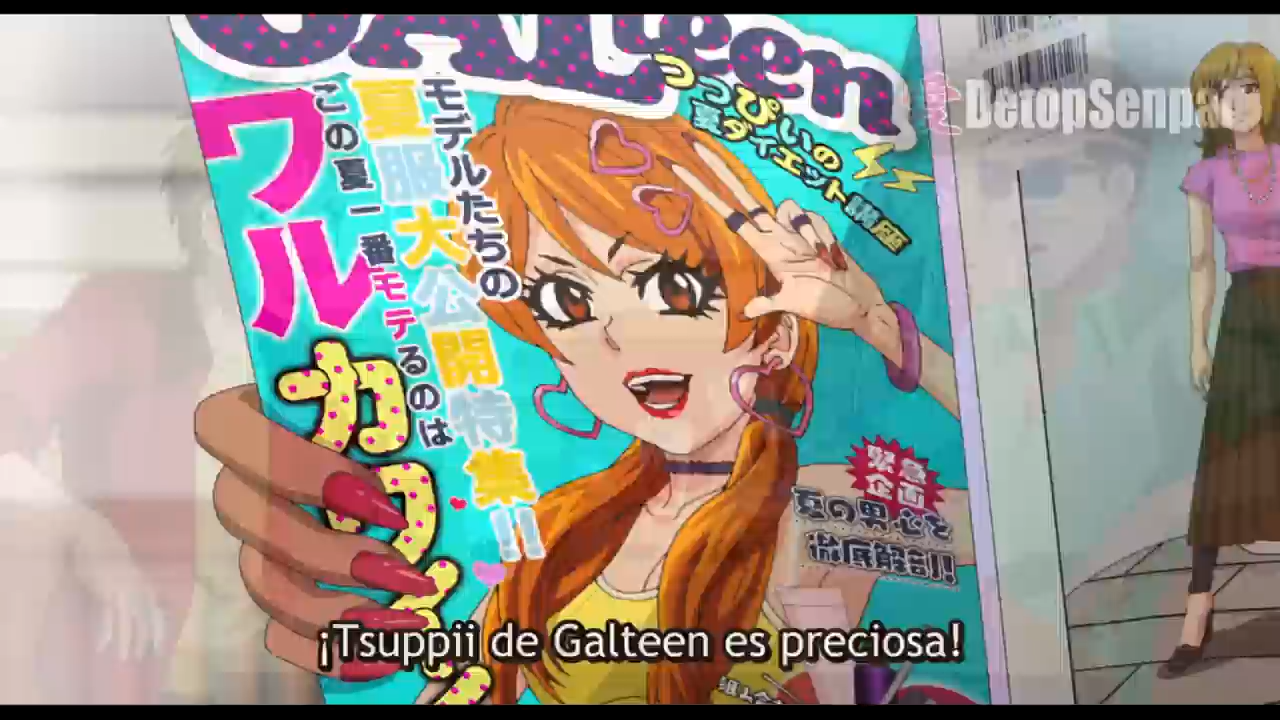 GALteen
つっぴぃの
夏ダイエット講座
モデルたちの
夏服大公開特集!!
この夏一番モテるのは
ワル
カワイイ
緊急
企画
夏の男心を
徹底解剖!!
DetopSenpai
¡Tsuppii de Galteen es preciosa!